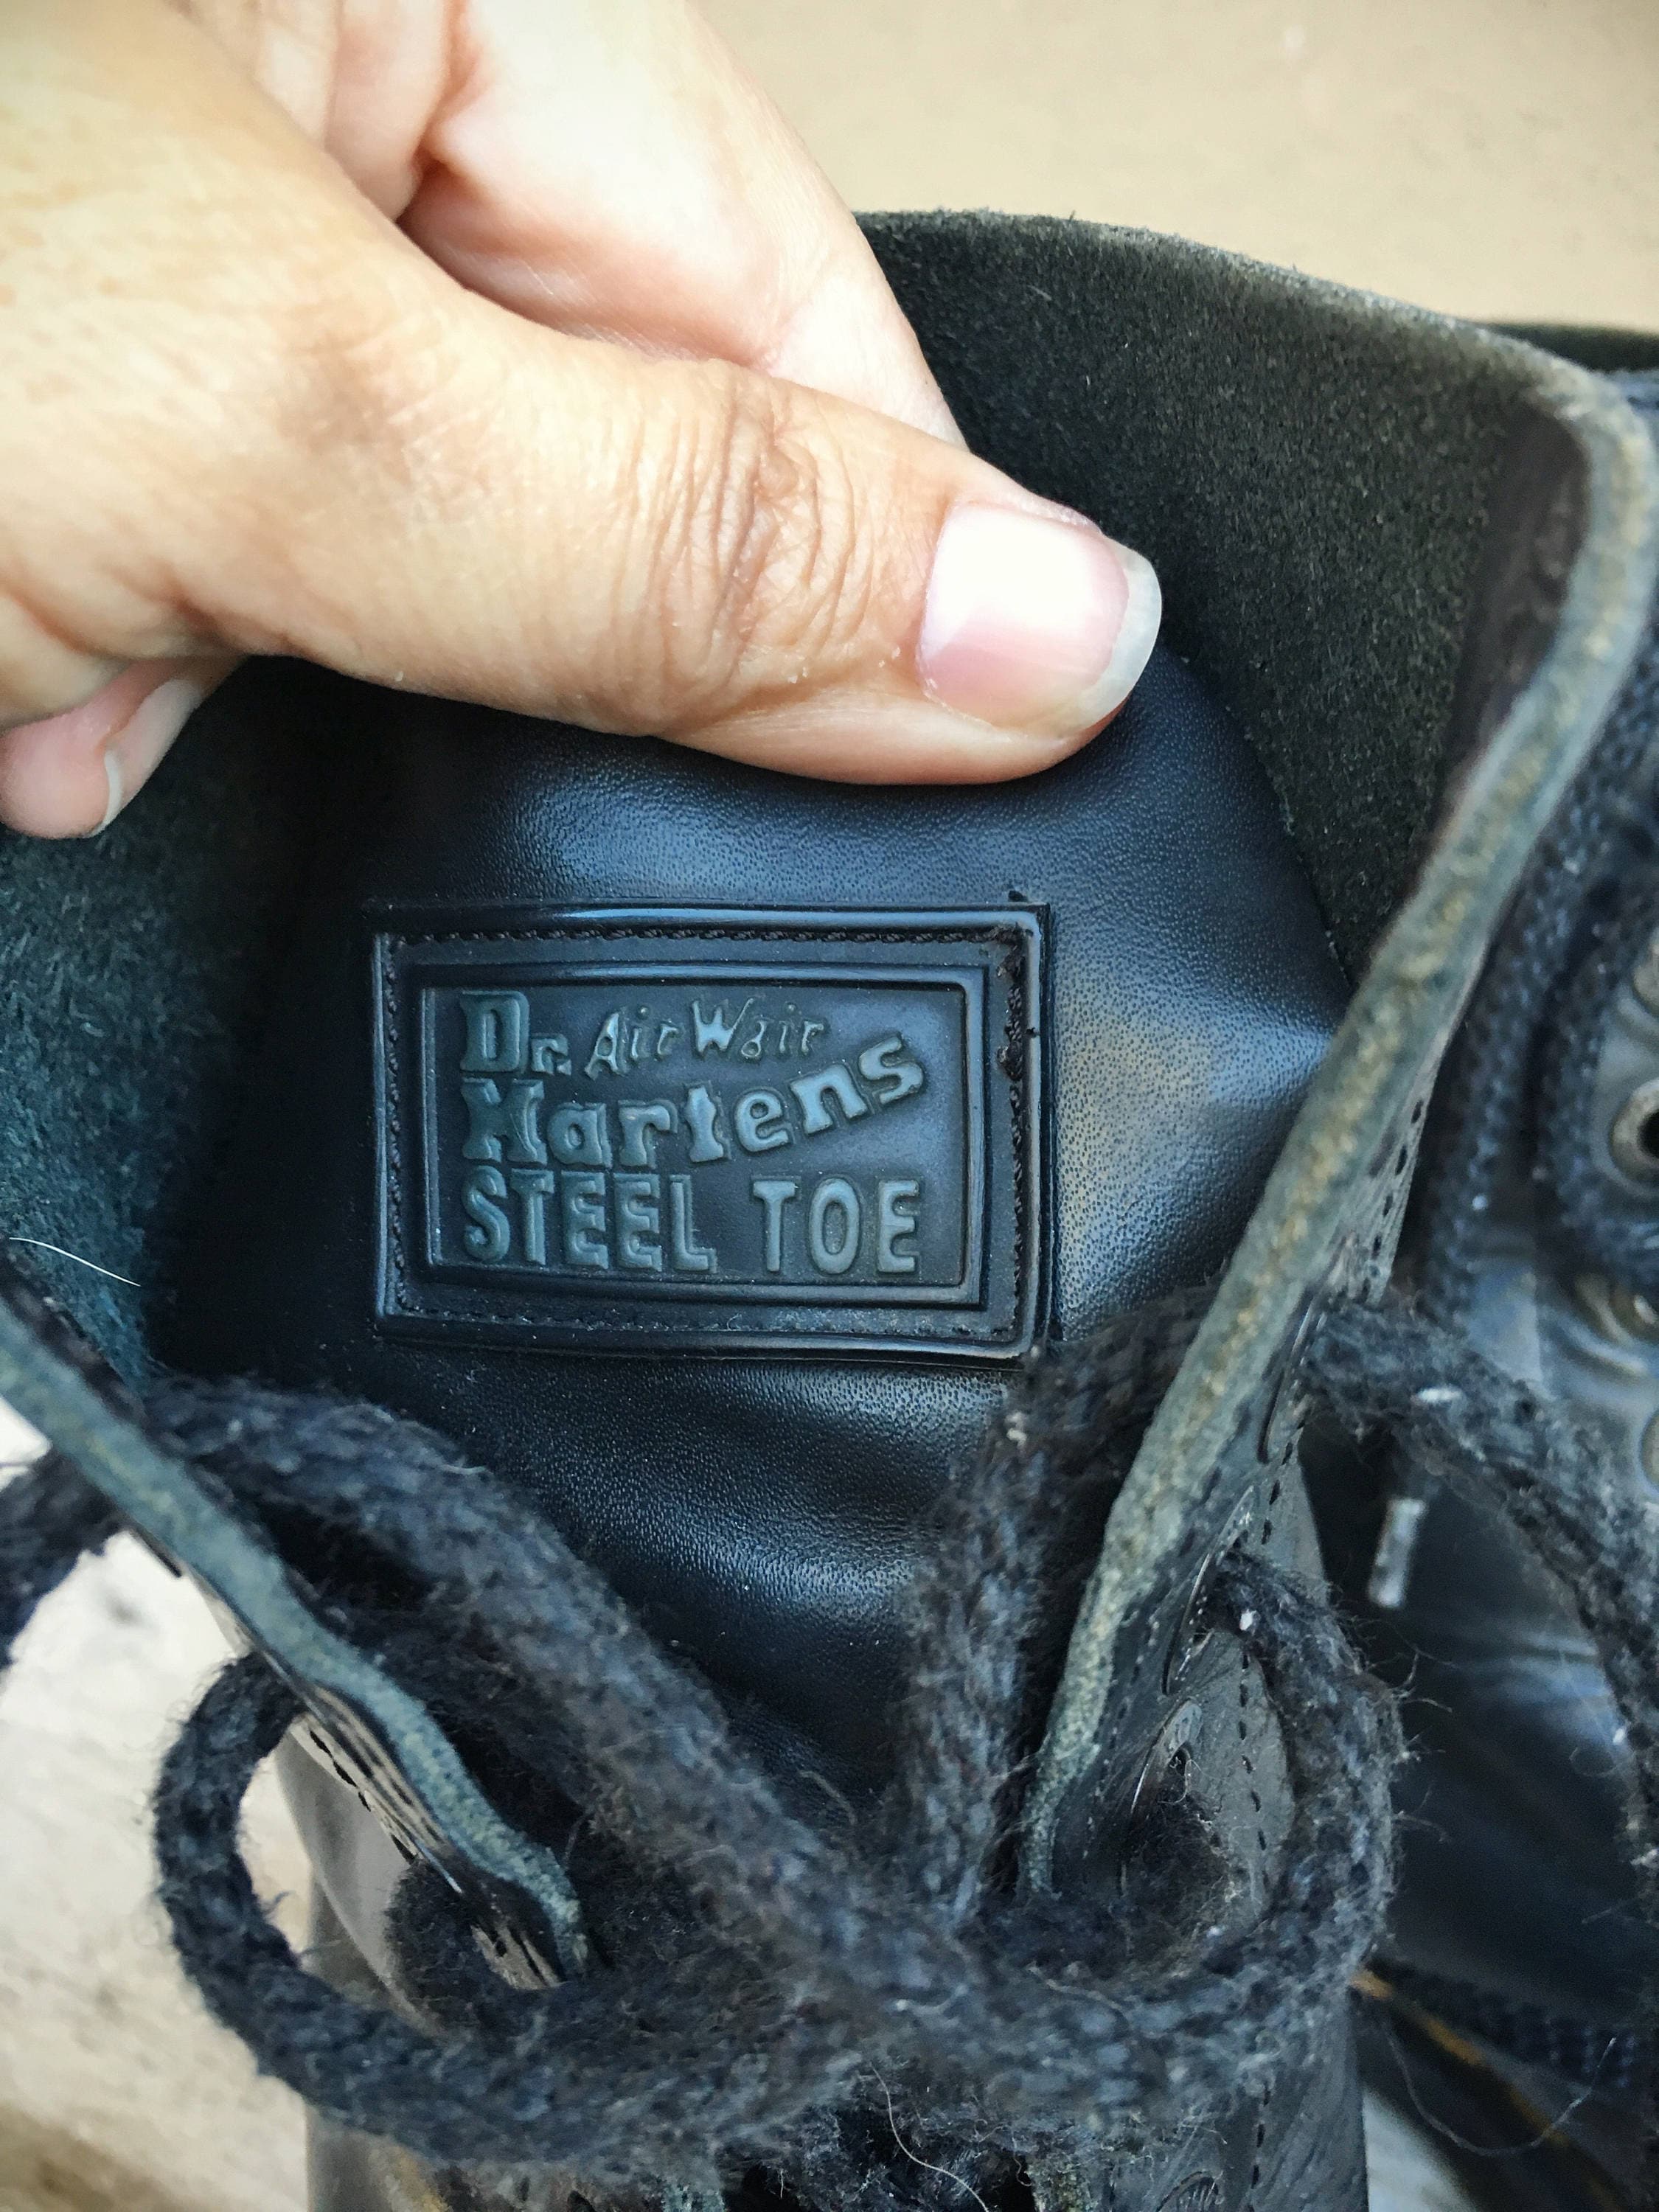 Dr. Air Wair
Martens
STEEL TOE